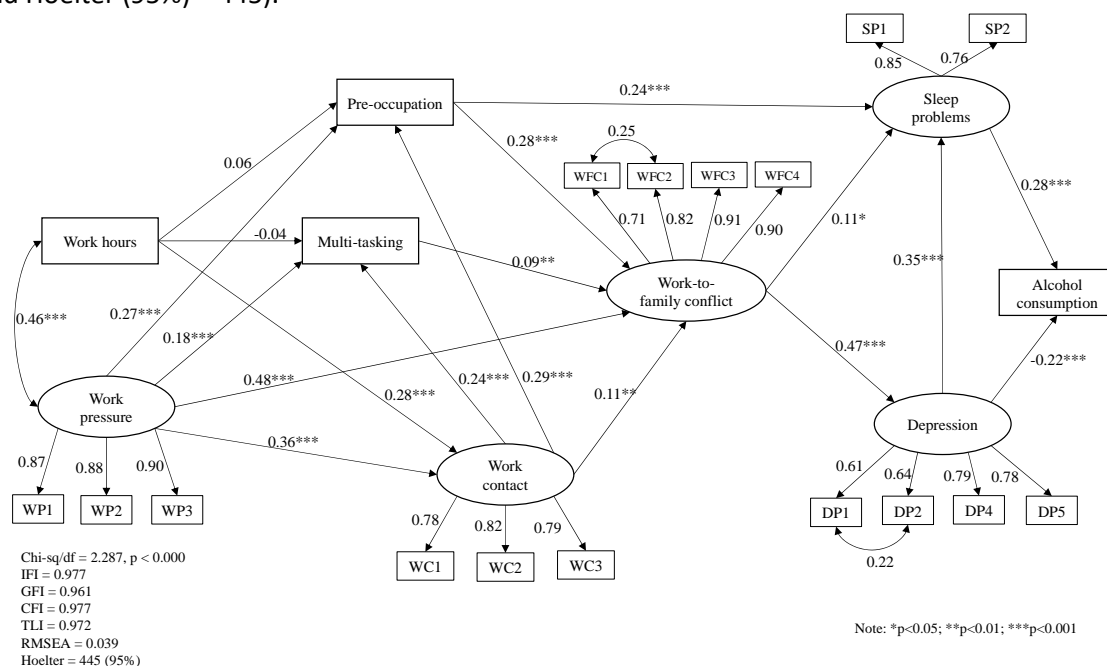 SP1
SP2
0.85
0.76
Pre-occupation
0.24***
Sleep
problems
0.28***
0.25
0.06
WFC1
WFC2
WFC3
WFC4
0.28***
0.71
0.82
0.91
0.90
0.11*
Work hours
-0.04
Multi-tasking
0.09**
0.35***
Work-to-
family conflict
Alcohol
consumption
0.46***
0.27***
0.18***
0.47***
-0.22***
0.48***
0.24***
0.29***
0.28***
0.11**
Work
pressure
0.36***
Depression
Work
contact
0.87
0.88
0.90
0.61
0.64
0.79
0.78
WP1
WP2
WP3
0.78
0.82
0.79
DP1
DP2
DP4
DP5
WC1
WC2
WC3
0.22
Chi-sq/df = 2.287, p < 0.000
IFI = 0.977
GFI = 0.961
CFI = 0.977
TLI = 0.972
RMSEA = 0.039
Hoelter = 445 (95%)
Note: *p<0.05; **p<0.01; ***p<0.001